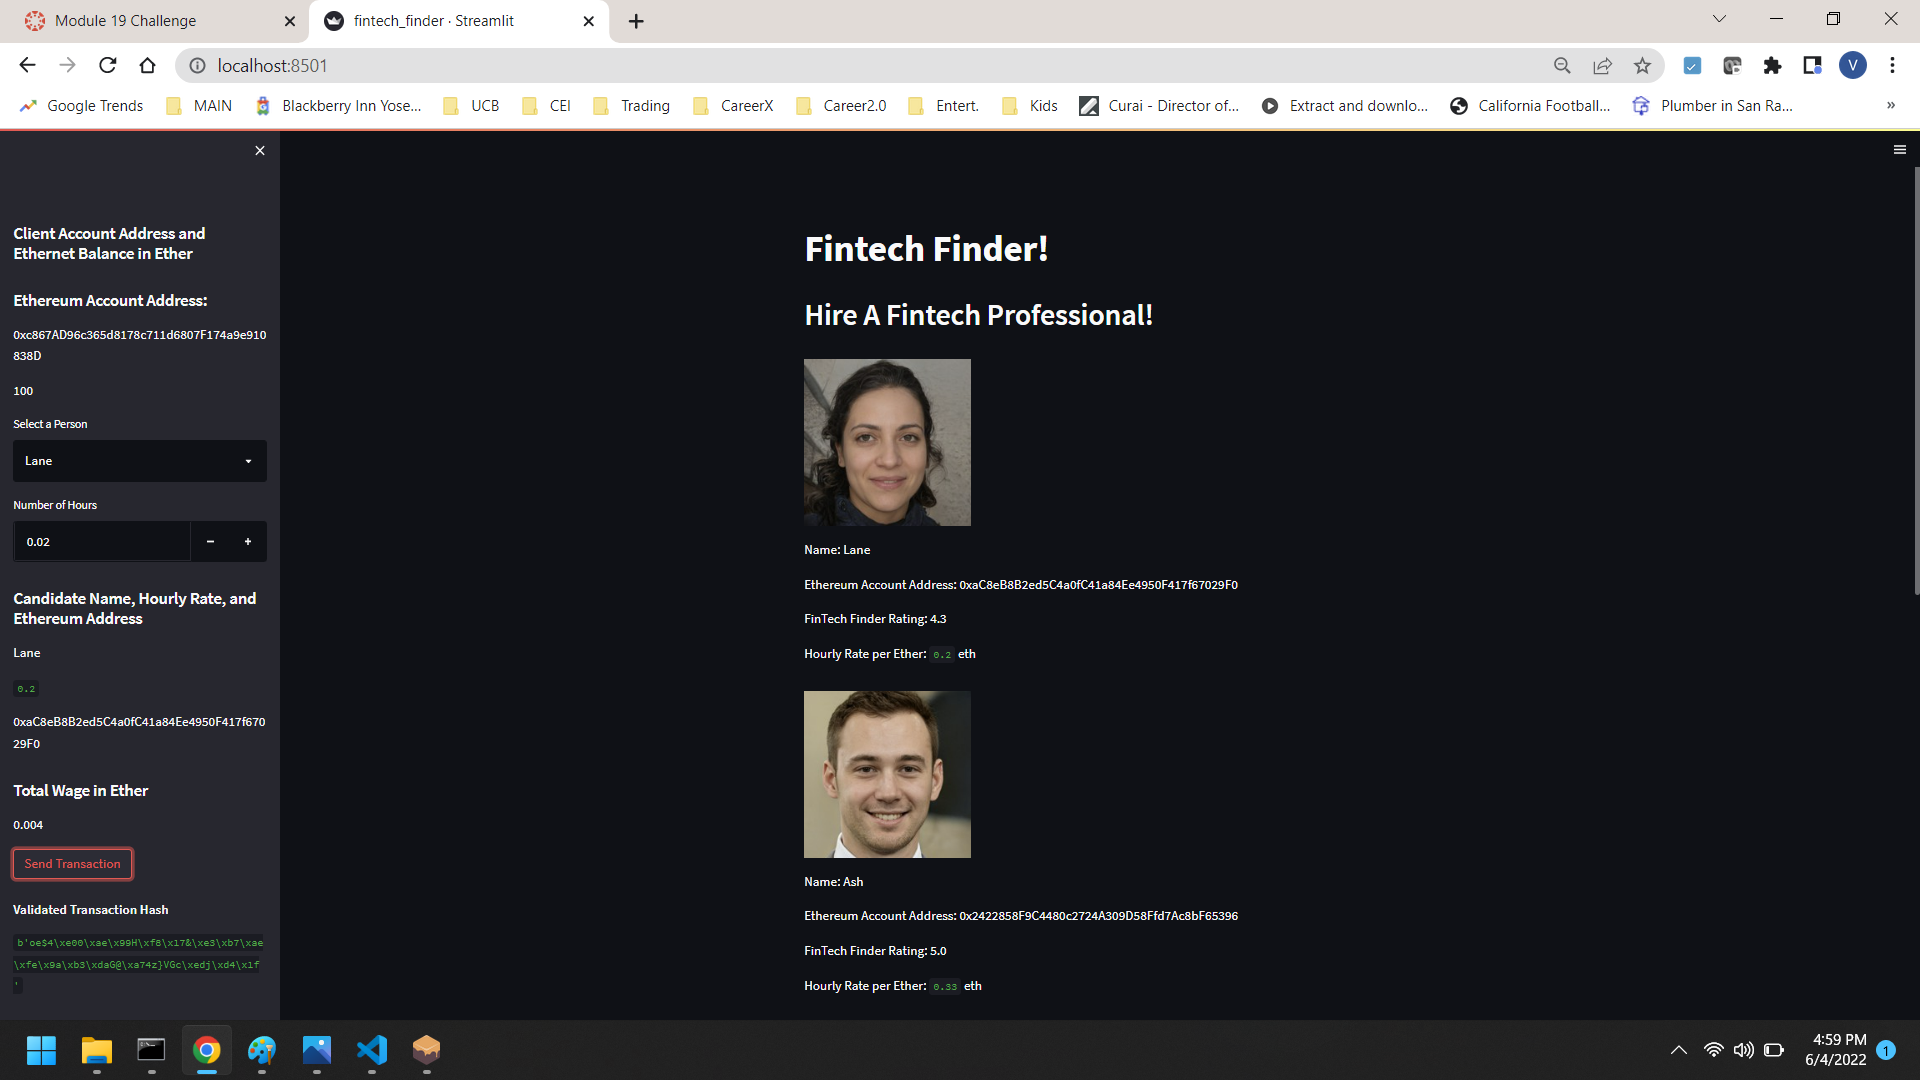 Module 19 Challenge
fintech_finder · Streamlit
localhost:8501
V
Google Trends
MAIN
Blackberry Inn Yose...
UCB
CEI
Trading
CareerX
Career2.0
Entert.
Kids
Curai - Director of...
Extract and downlo...
California Football...
Plumber in San Ra...
»
Client Account Address and
Ethernet Balance in Ether
Ethereum Account Address:
0xc867AD96c365d8178c711d6807F174a9e910
838D
100
Select a Person
Lane
Number of Hours
0.02
Candidate Name, Hourly Rate, and
Ethereum Address
Lane
0.2
0xaC8eB8B2ed5C4a0fC41a84Ee4950F417f670
29F0
Total Wage in Ether
0.004
Send Transaction
Validated Transaction Hash
b'oe$4\xe00\xae\x99H\xf8\x17&\xe3\xb7\xae
\xfe\x9a\xb3\xdaG@\xa74z}VGc\xedj\xd4\x1f
'
Fintech Finder!
Hire A Fintech Professional!
Name: Lane
Ethereum Account Address: 0xaC8eB8B2ed5C4a0fC41a84Ee4950F417f67029F0
FinTech Finder Rating: 4.3
Hourly Rate per Ether: 0.2 eth
Name: Ash
Ethereum Account Address: 0x2422858F9C4480c2724A309D58Ffd7Ac8bF65396
FinTech Finder Rating: 5.0
Hourly Rate per Ether: 0.33 eth
4:59 PM
6/4/2022
1